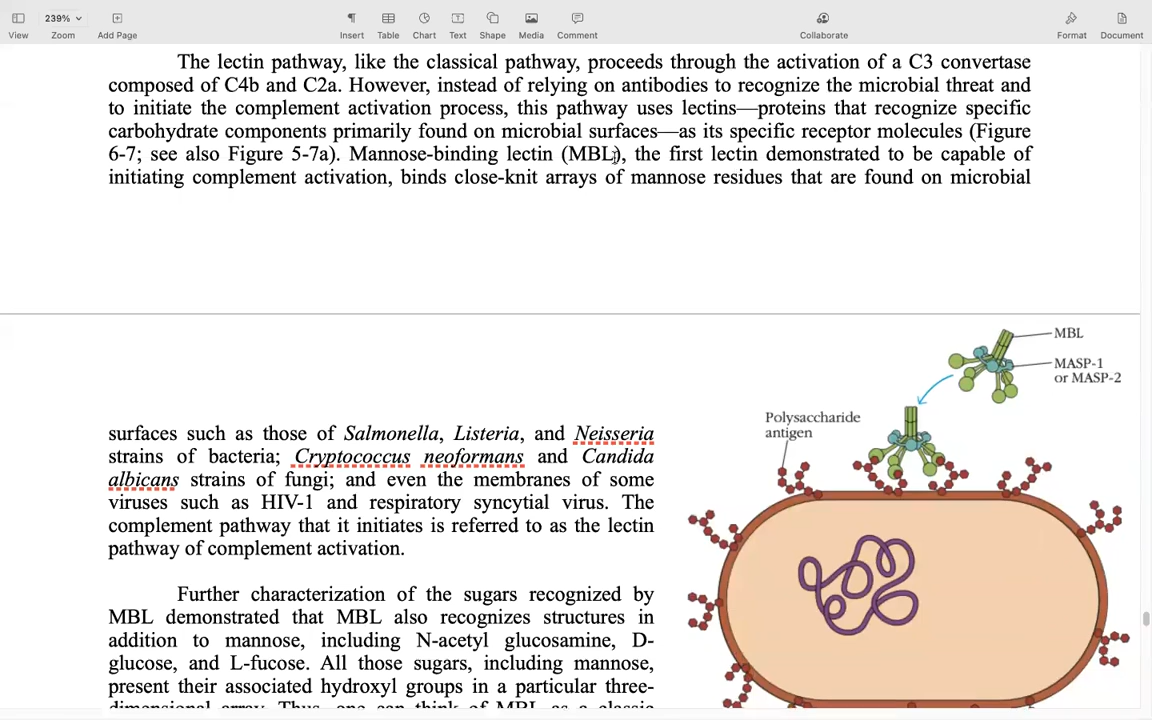 239%
View
Zoom
Add Page
Insert
Table
Chart
Text
Shape
Media
Comment
Collaborate
Format
Document
The lectin pathway, like the classical pathway, proceeds through the activation of a C3 convertase
composed of C4b and C2a. However, instead of relying on antibodies to recognize the microbial threat and
to initiate the complement activation process, this pathway uses lectins—proteins that recognize specific
carbohydrate components primarily found on microbial surfaces—as its specific receptor molecules (Figure
6-7; see also Figure 5-7a). Mannose-binding lectin (MBL), the first lectin demonstrated to be capable of
initiating complement activation, binds close-knit arrays of mannose residues that are found on microbial
surfaces such as those of Salmonella, Listeria, and Neisseria
strains of bacteria; Cryptococcus neoformans and Candida
albicans strains of fungi; and even the membranes of some
viruses such as HIV-1 and respiratory syncytial virus. The
complement pathway that it initiates is referred to as the lectin
pathway of complement activation.
Further characterization of the sugars recognized by
MBL demonstrated that MBL also recognizes structures in
addition to mannose, including N-acetyl glucosamine, D-
glucose, and L-fucose. All those sugars, including mannose,
present their associated hydroxyl groups in a particular three-
dimensional array. Thus, one can think of MBL as a classic
MBL
MASP-1
or MASP-2
Polysaccharide
antigen